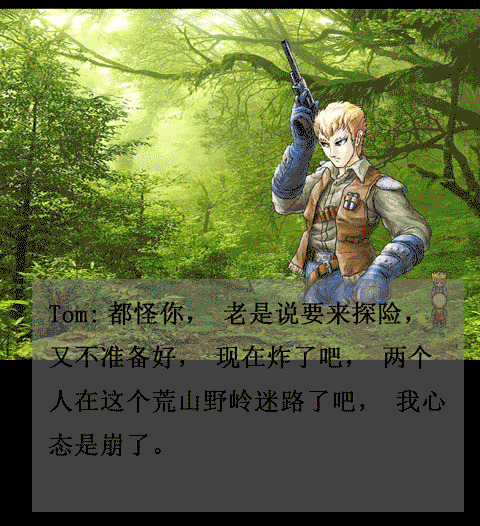 Tom: 都怪你， 老是说要来探险，
又不准备好， 现在炸了吧， 两个
人在这个荒山野岭迷路了吧， 我心
态是崩了。